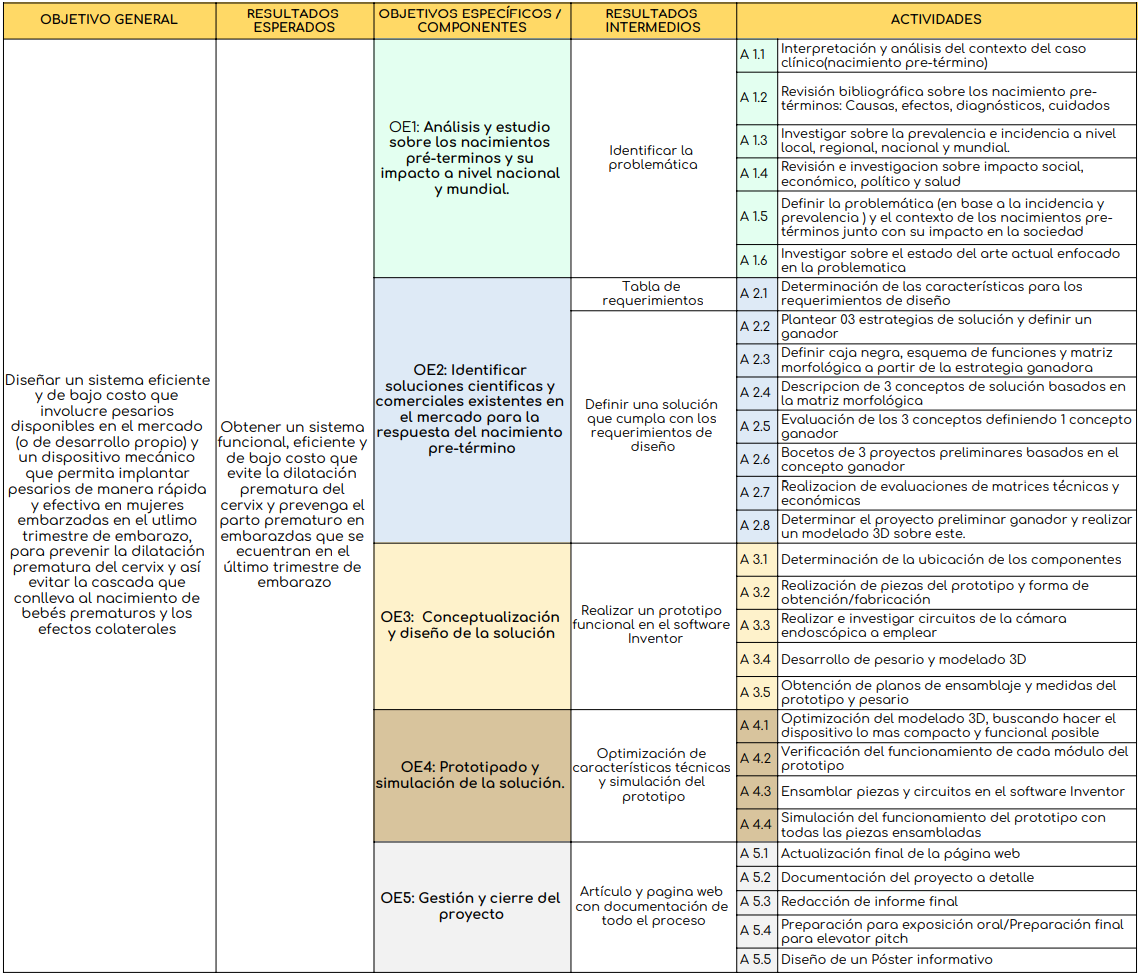 OBJETIVO GENERAL
RESULTADOS
ESPERADOS
OBJETIVOS ESPECÍFICOS /
COMPONENTES
RESULTADOS
INTERMEDIOS
ACTIVIDADES
Diseñar un sistema eficiente
y de bajo costo que
involucre pesarios
disponibles en el mercado
(o de desarrollo propio) y
un dispositivo mecánico
que permita implantar
pesarios de manera rápida
y efectiva en mujeres
embarzadas en el utlimo
trimestre de embarazo,
para prevenir la dilatación
prematura del cervix y así
evitar la cascada que
conlleva al nacimiento de
bebés prematuros y los
efectos colaterales
Obtener un sistema
funcional, eficiente y
de bajo costo que
evite la dilatación
prematura del
cervix y prevenga el
parto prematuro en
embarazdas que se
ecuentran en el
último trimestre de
embarazo
OE1: Análisis y estudio
sobre los nacimientos
pré-terminos y su
impacto a nivel nacional
y mundial.
Identificar la
problemática
A 1.1
Interpretación y análisis del contexto del caso
clínico(nacimiento pre-término)
A 1.2
Revisión bibliográfica sobre los nacimiento pre-
términos: Causas, efectos, diagnósticos, cuidados
A 1.3
Investigar sobre la prevalencia e incidencia a nivel
local, regional, nacional y mundial.
A 1.4
Revisión e investigacion sobre impacto social,
económico, político y salud
A 1.5
Definir la problemática (en base a la incidencia y
prevalencia ) y el contexto de los nacimientos pre-
términos junto con su impacto en la sociedad
A 1.6
Investigar sobre el estado del arte actual enfocado
en la problematica
OE2: Identificar
soluciones cientificas y
comerciales existentes en
el mercado para la
respuesta del nacimiento
pre-término
Tabla de
requerimientos
A 2.1
Determinación de las características para los
requerimientos de diseño
Definir una solución
que cumpla con los
requerimientos de
diseño
A 2.2
Plantear 03 estrategias de solución y definir un
ganador
A 2.3
Definir caja negra, esquema de funciones y matriz
morfológica a partir de la estrategia ganadora
A 2.4
Descripcion de 3 conceptos de solución basados en
la matriz morfológica
A 2.5
Evaluación de los 3 conceptos definiendo 1 concepto
ganador
A 2.6
Bocetos de 3 proyectos preliminares basados en el
concepto ganador
A 2.7
Realizacion de evaluaciones de matrices técnicas y
económicas
A 2.8
Determinar el proyecto preliminar ganador y realizar
un modelado 3D sobre este.
OE3: Conceptualización
y diseño de la solución
Realizar un prototipo
funcional en el software
Inventor
A 3.1
Determinación de la ubicación de los componentes
A 3.2
Realización de piezas del prototipo y forma de
obtención/fabricación
A 3.3
Realizar e investigar circuitos de la cámara
endoscópica a emplear
A 3.4
Desarrollo de pesario y modelado 3D
A 3.5
Obtención de planos de ensamblaje y medidas del
prototipo y pesario
OE4: Prototipado y
simulación de la solución.
Optimización de
características técnicas
y simulación del
prototipo
A 4.1
Optimización del modelado 3D, buscando hacer el
dispositivo lo mas compacto y funcional posible
A 4.2
Verificación del funcionamiento de cada módulo del
prototipo
A 4.3
Ensamblar piezas y circuitos en el software Inventor
A 4.4
Simulación del funcionamiento del prototipo con
todas las piezas ensambladas
OE5: Gestión y cierre del
proyecto
Artículo y pagina web
con documentación de
todo el proceso
A 5.1
Actualización final de la página web
A 5.2
Documentación del proyecto a detalle
A 5.3
Redacción de informe final
A 5.4
Preparación para exposición oral/Preparación final
para elevator pitch
A 5.5
Diseño de un Póster informativo